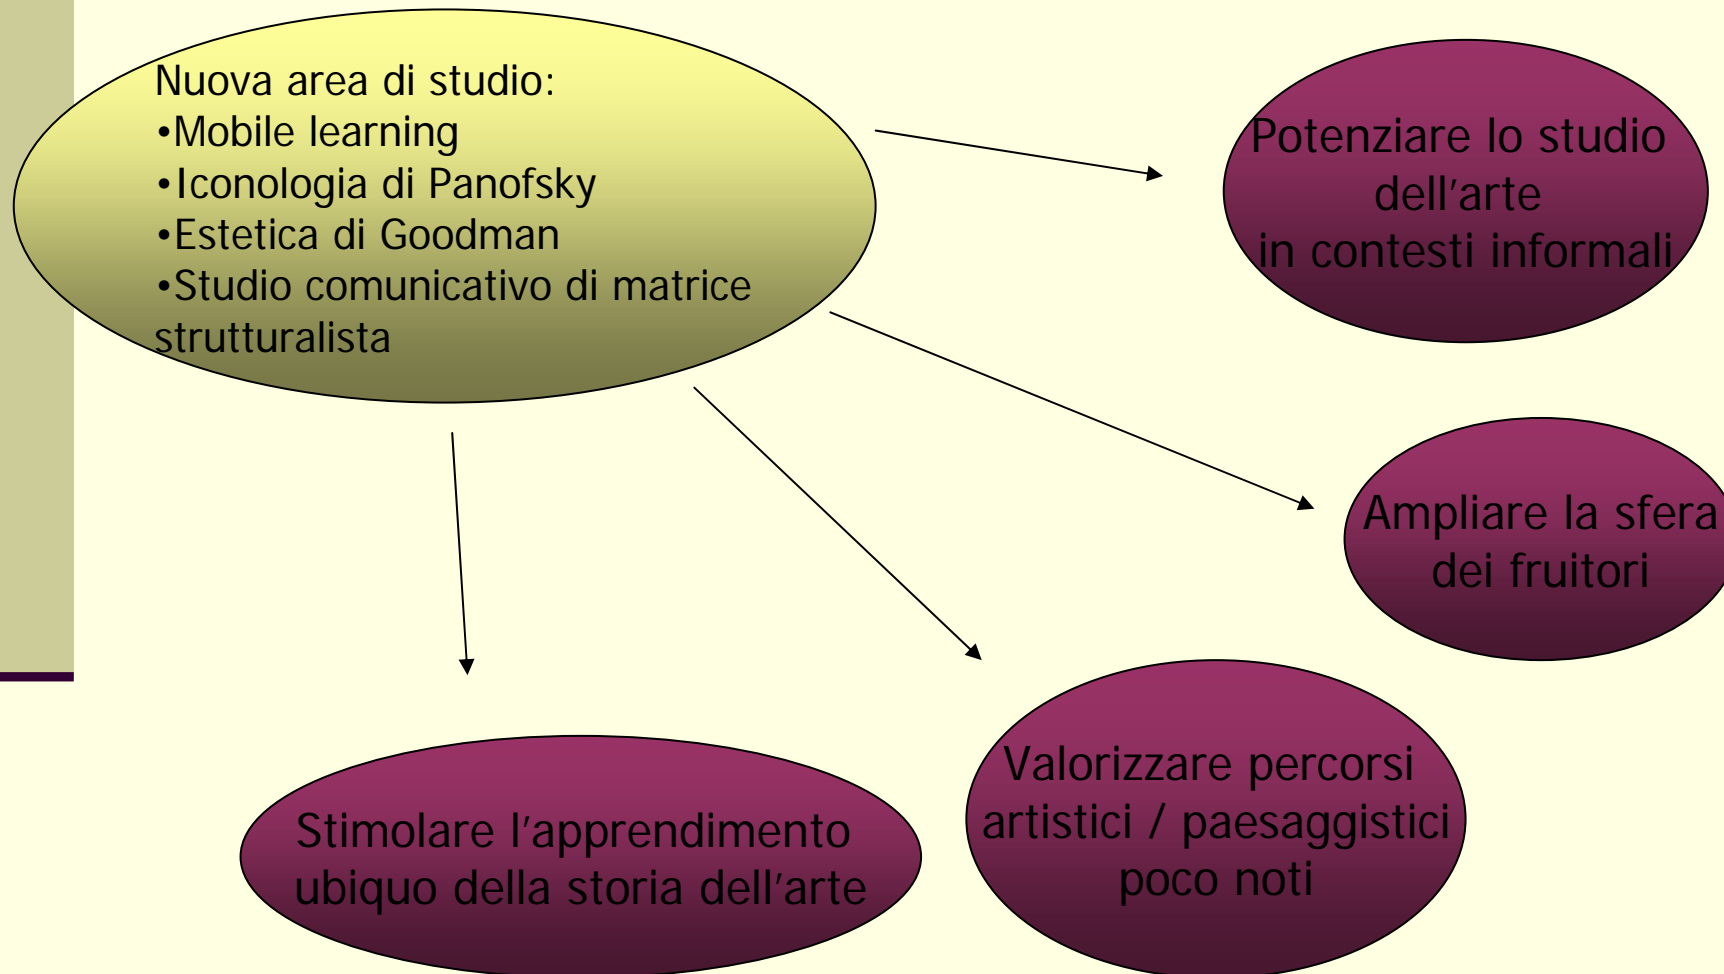 Nuova area di studio:
•Mobile learning
•Iconologia di Panofsky
•Estetica di Goodman
•Studio comunicativo di matrice
strutturalista
Potenziare lo studio
dell'arte
in contesti informali
Ampliare la sfera
dei fruitori
Valorizzare percorsi
artistici / paesaggistici
poco noti
Stimolare l'apprendimento
ubiquo della storia dell'arte